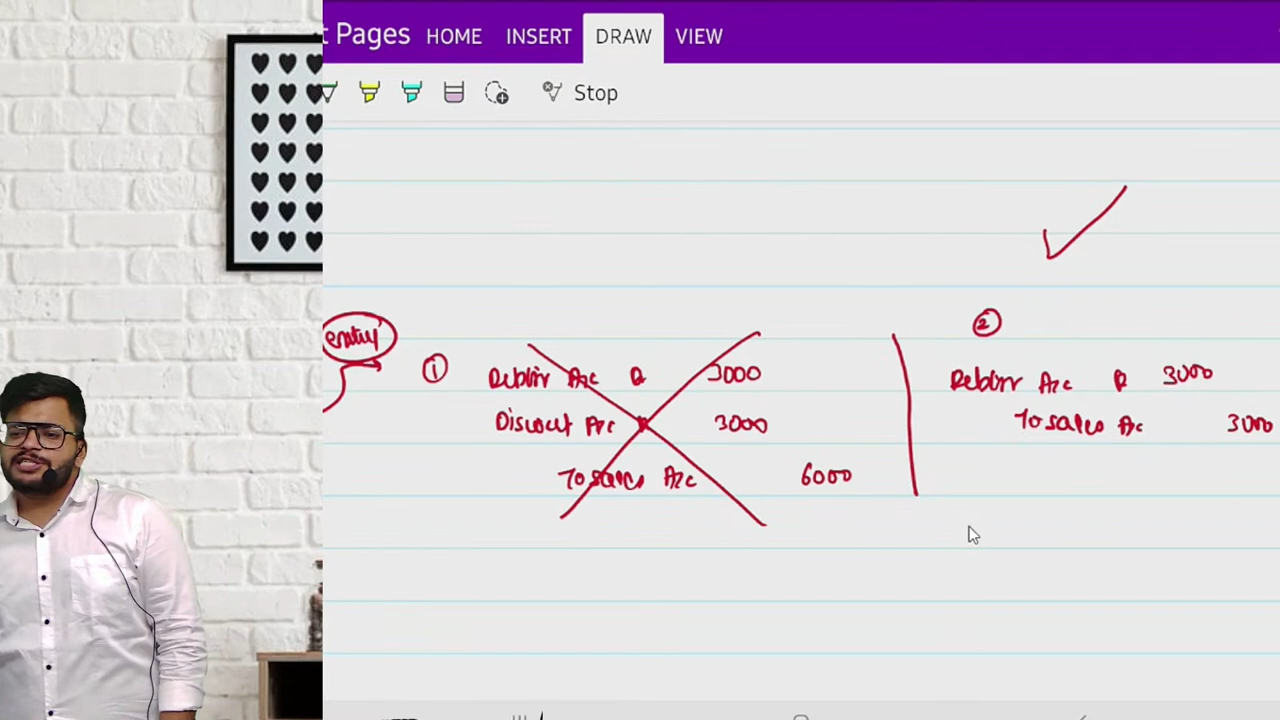 t Pages HOME INSERT DRAW VIEW
Stop
entry
① Debtor A/c Dr 3000
Discount A/c Dr 3000
To sales A/c 6000
②
Debtor A/c Dr 3000
To sales A/c 3000